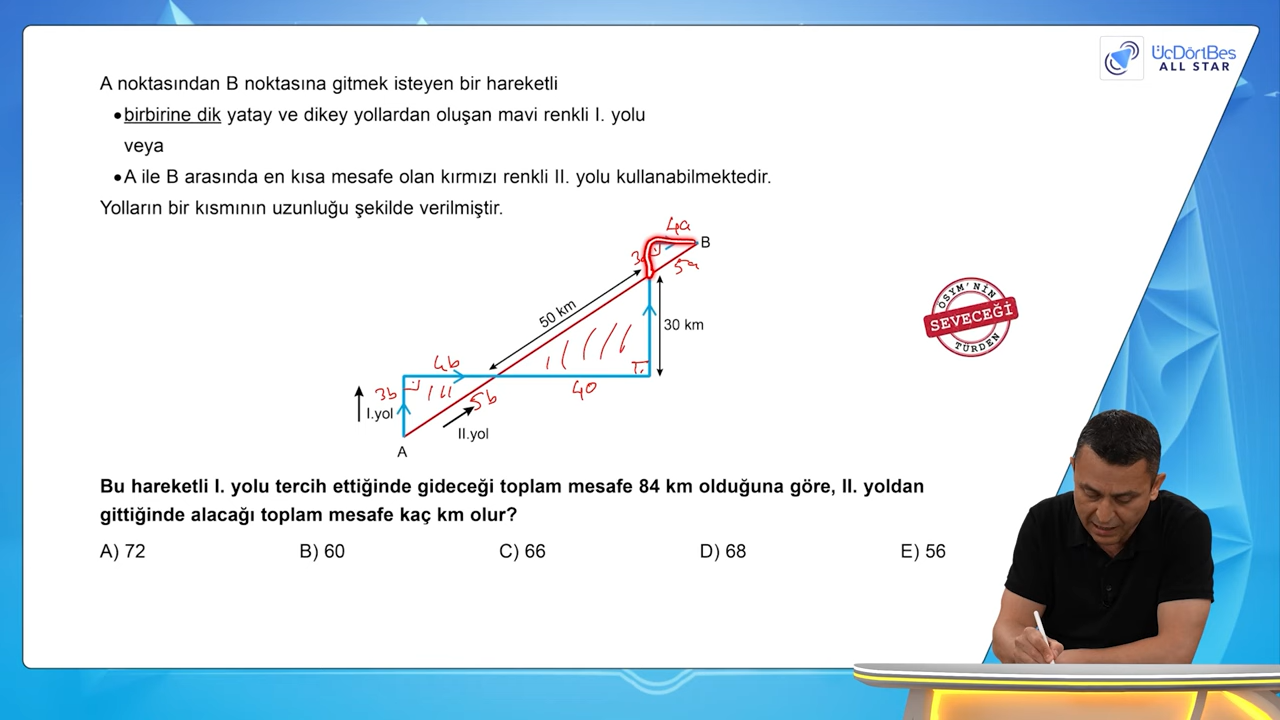 ÜçDörtBeş
ALL STAR
A noktasından B noktasına gitmek isteyen bir hareketli
•birbirine dik yatay ve dikey yollardan oluşan mavi renkli I. yolu
veya
•A ile B arasında en kısa mesafe olan kırmızı renkli II. yolu kullanabilmektedir.
Yolların bir kısmının uzunluğu şekilde verilmiştir.
4a
B
5a
50 km
30 km
4b
40
3b
5b
I.yol
II.yol
A
ÖSYM'NİN
SEVECEĞİ
TÜRDEN
Bu hareketli I. yolu tercih ettiğinde gideceği toplam mesafe 84 km olduğuna göre, II. yoldan
gittiğinde alacağı toplam mesafe kaç km olur?
A) 72 B) 60 C) 66 D) 68 E) 56